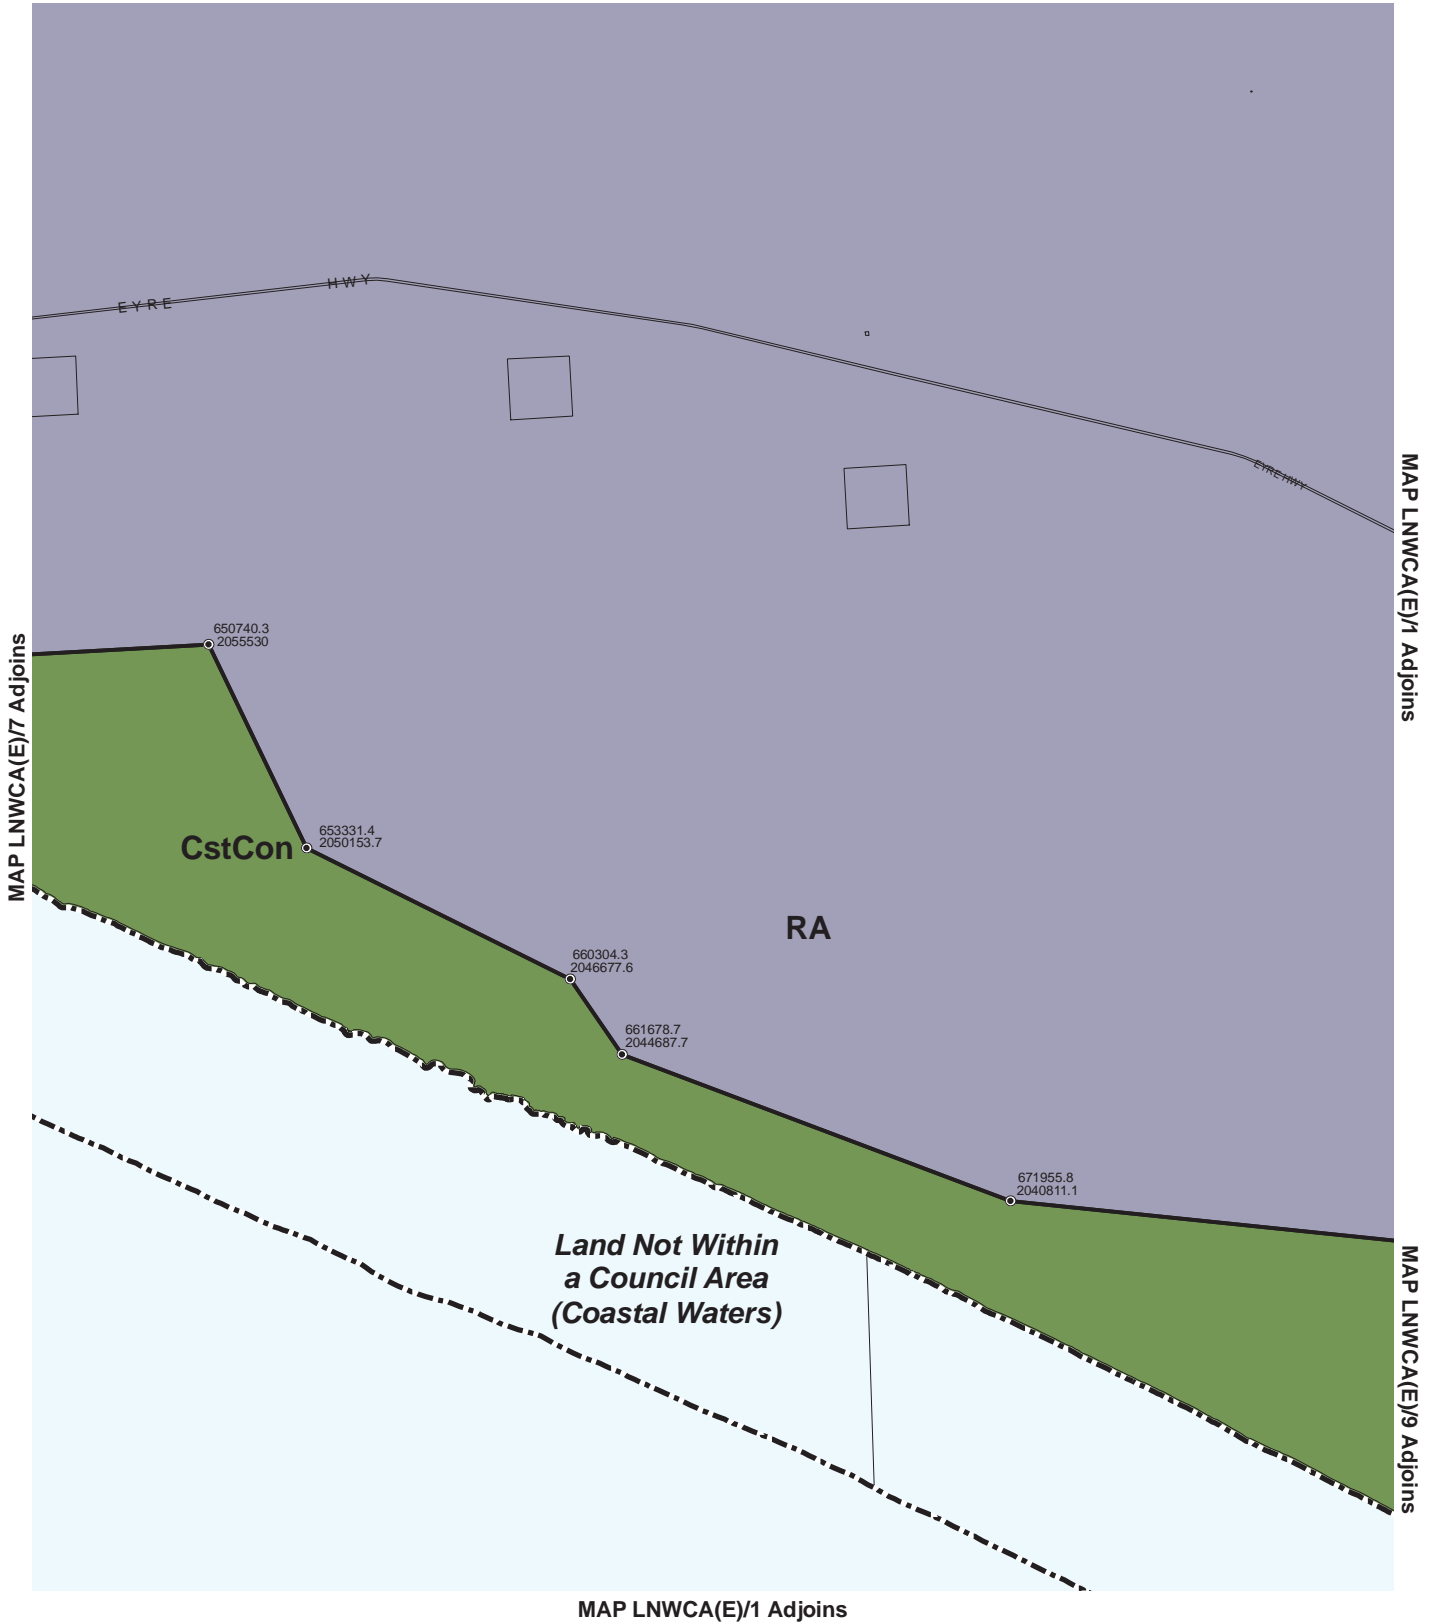 EYRE HWY
EYRE HWY
MAP LNWCA(E)/1 Adjoins
650740.3
2055530
MAP LNWCA(E)/7 Adjoins
653331.4
2050153.7
CstCon
RA
660304.3
2046677.6
661678.7
2044687.7
671955.8
2040811.1
Land Not Within
a Council Area
(Coastal Waters)
MAP LNWCA(E)/9 Adjoins
MAP LNWCA(E)/1 Adjoins